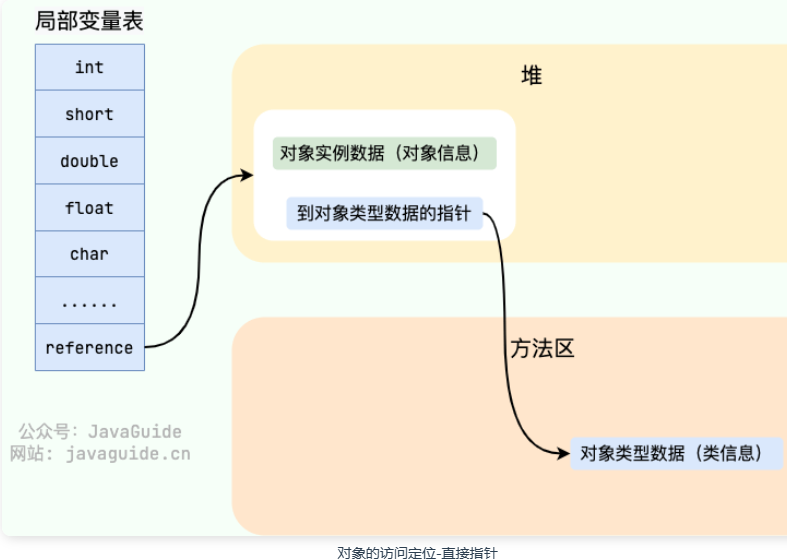 局部变量表
int
short
double
float
char
......
reference
堆
对象实例数据（对象信息）
到对象类型数据的指针
方法区
对象类型数据（类信息）
公众号：JavaGuide
网站：javaguide.cn
对象的访问定位-直接指针